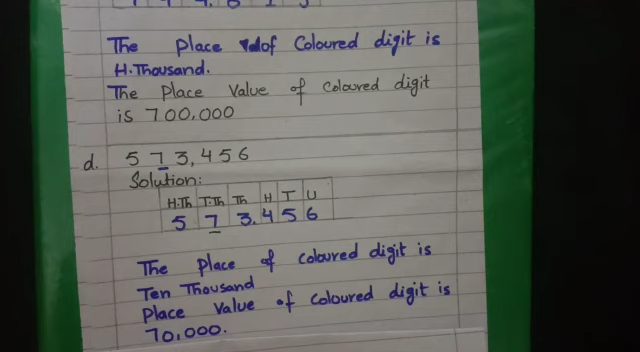 The Place of Coloured digit is
H.Thousand.
The Place Value of Coloured digit
is 700,000
d. 573,456
Solution:
H.Th T.Th Th H T U
5 7 3. 4 5 6
The place of coloured digit is
Ten Thousand
Place Value of coloured digit is
70,000.